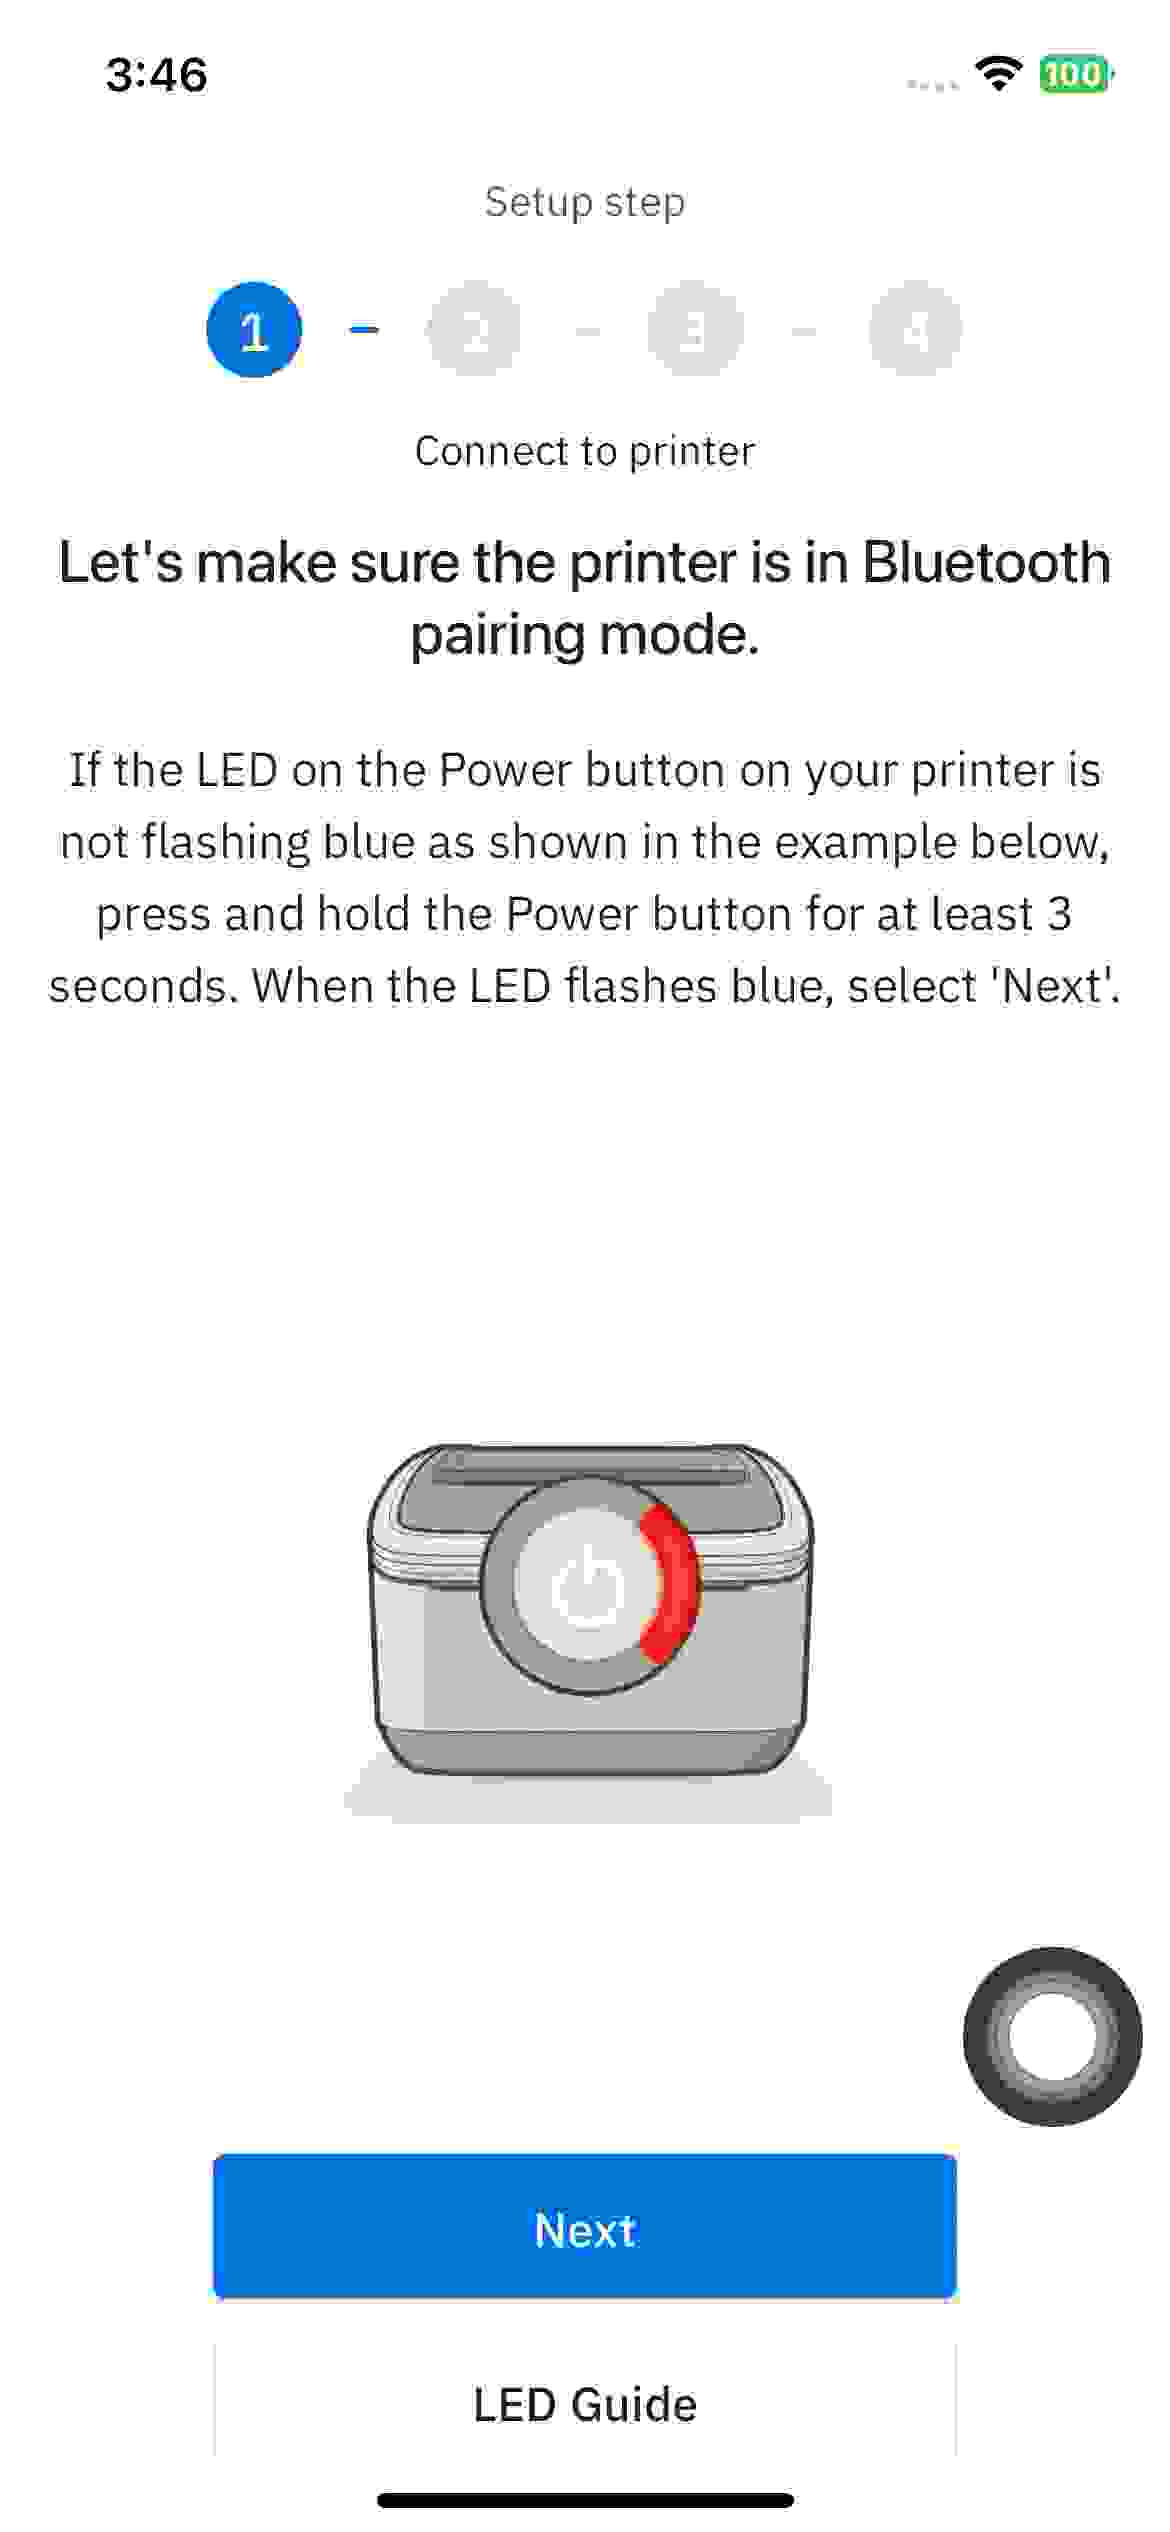 3:46
100
Setup step
1
2
3
4
Connect to printer
Let's make sure the printer is in Bluetooth
pairing mode.
If the LED on the Power button on your printer is
not flashing blue as shown in the example below,
press and hold the Power button for at least 3
seconds. When the LED flashes blue, select 'Next'.
Next
LED Guide